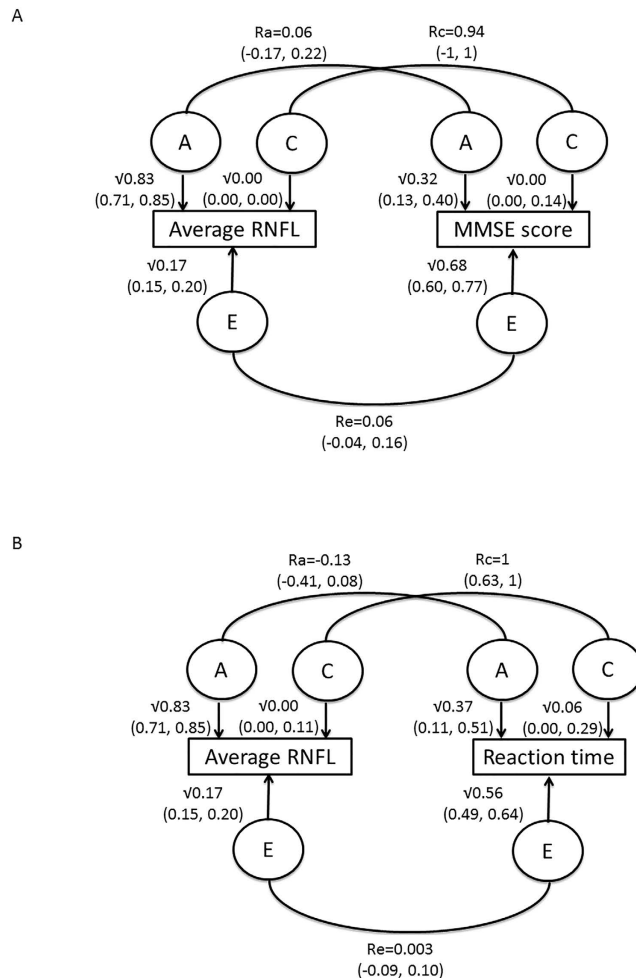 A
Ra=0.06 Rc=0.94
(-0.17, 0.22) (-1, 1)
A C A C
√0.83 √0.00 √0.32 √0.00
(0.71, 0.85) (0.00, 0.00) (0.13, 0.40) (0.00, 0.14)
Average RNFL MMSE score
√0.17 √0.68
(0.15, 0.20) (0.60, 0.77)
E E
Re=0.06
(-0.04, 0.16)
B
Ra=-0.13 Rc=1
(-0.41, 0.08) (0.63, 1)
A C A C
√0.83 √0.00 √0.37 √0.06
(0.71, 0.85) (0.00, 0.11) (0.11, 0.51) (0.00, 0.29)
Average RNFL Reaction time
√0.17 √0.56
(0.15, 0.20) (0.49, 0.64)
E E
Re=0.003
(-0.09, 0.10)